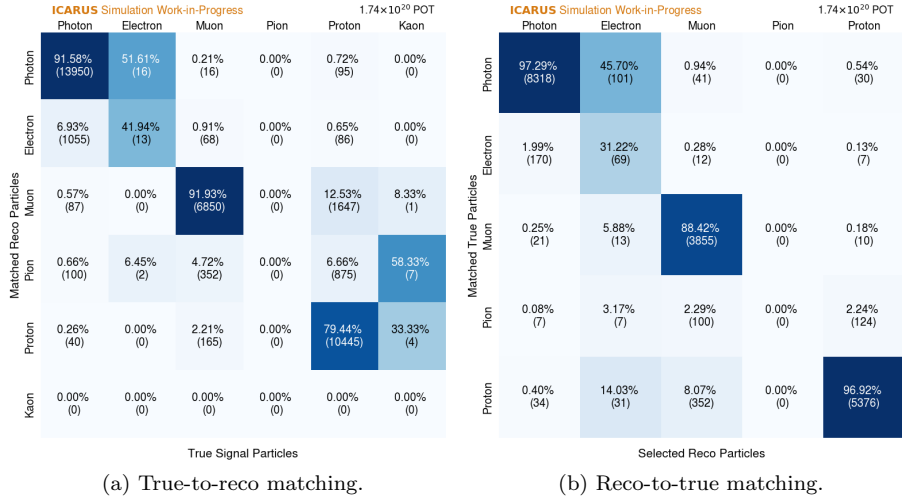 ICARUS Simulation Work-in-Progress 1.74×10²⁰ POT
Photon Electron Muon Pion Proton Kaon
Matched Reco Particles
Photon 91.58% 51.61% 0.21% 0.00% 0.72% 0.00%
(13950) (16) (16) (0) (95) (0)
Electron 6.93% 41.94% 0.91% 0.00% 0.65% 0.00%
(1055) (13) (68) (0) (86) (0)
Muon 0.57% 0.00% 91.93% 0.00% 12.53% 8.33%
(87) (0) (6850) (0) (1647) (1)
Pion 0.66% 6.45% 4.72% 0.00% 6.66% 58.33%
(100) (2) (352) (0) (875) (7)
Proton 0.26% 0.00% 2.21% 0.00% 79.44% 33.33%
(40) (0) (165) (0) (10445) (4)
Kaon 0.00% 0.00% 0.00% 0.00% 0.00% 0.00%
(0) (0) (0) (0) (0) (0)
True Signal Particles
(a) True-to-reco matching.
ICARUS Simulation Work-in-Progress 1.74×10²⁰ POT
Photon Electron Muon Pion Proton
Matched True Particles
Photon 97.29% 45.70% 0.94% 0.00% 0.54%
(8318) (101) (41) (0) (30)
Electron 1.99% 31.22% 0.28% 0.00% 0.13%
(170) (69) (12) (0) (7)
Muon 0.25% 5.88% 88.42% 0.00% 0.18%
(21) (13) (3855) (0) (10)
Pion 0.08% 3.17% 2.29% 0.00% 2.24%
(7) (7) (100) (0) (124)
Proton 0.40% 14.03% 8.07% 0.00% 96.92%
(34) (31) (352) (0) (5376)
Selected Reco Particles
(b) Reco-to-true matching.